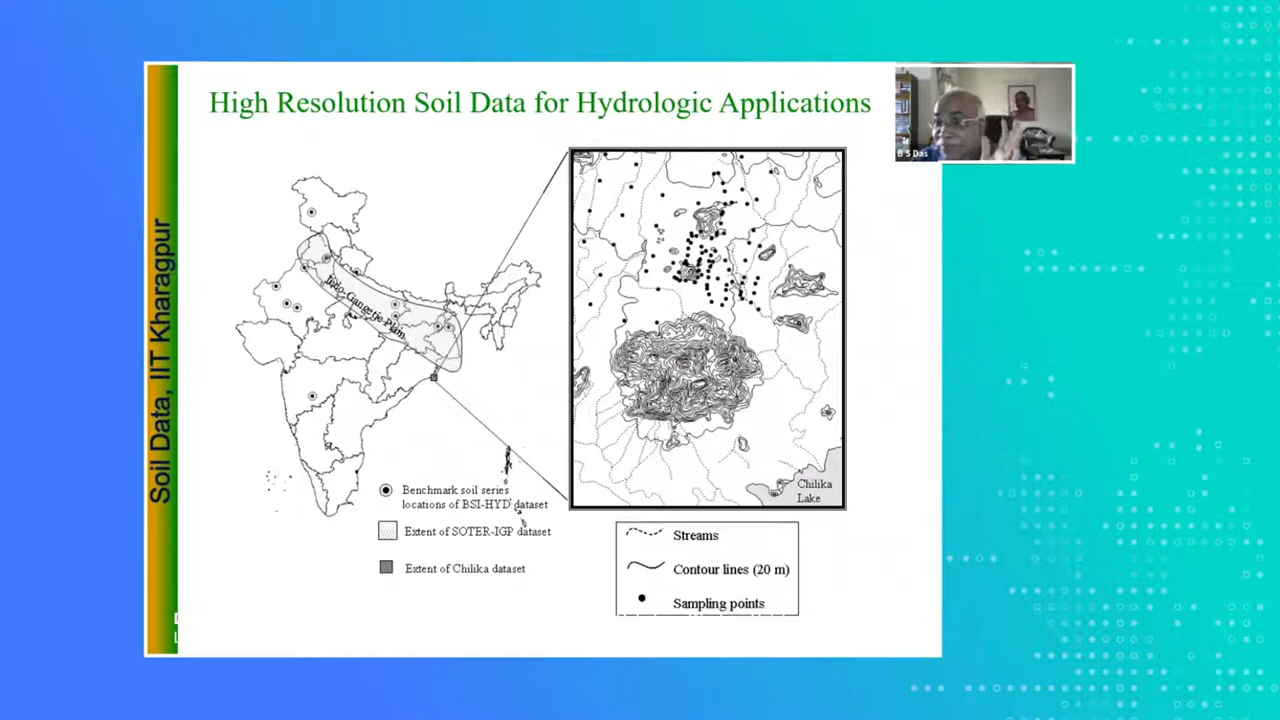 High Resolution Soil Data for Hydrologic Applications
B S Das
Soil Data, IIT Kharagpur
Indo-Gangetic Plain
Chilika
Lake
Benchmark soil series
locations of BSI-HYD dataset
Extent of SOTER-IGP dataset
Extent of Chilika dataset
Streams
Contour lines (20 m)
Sampling points